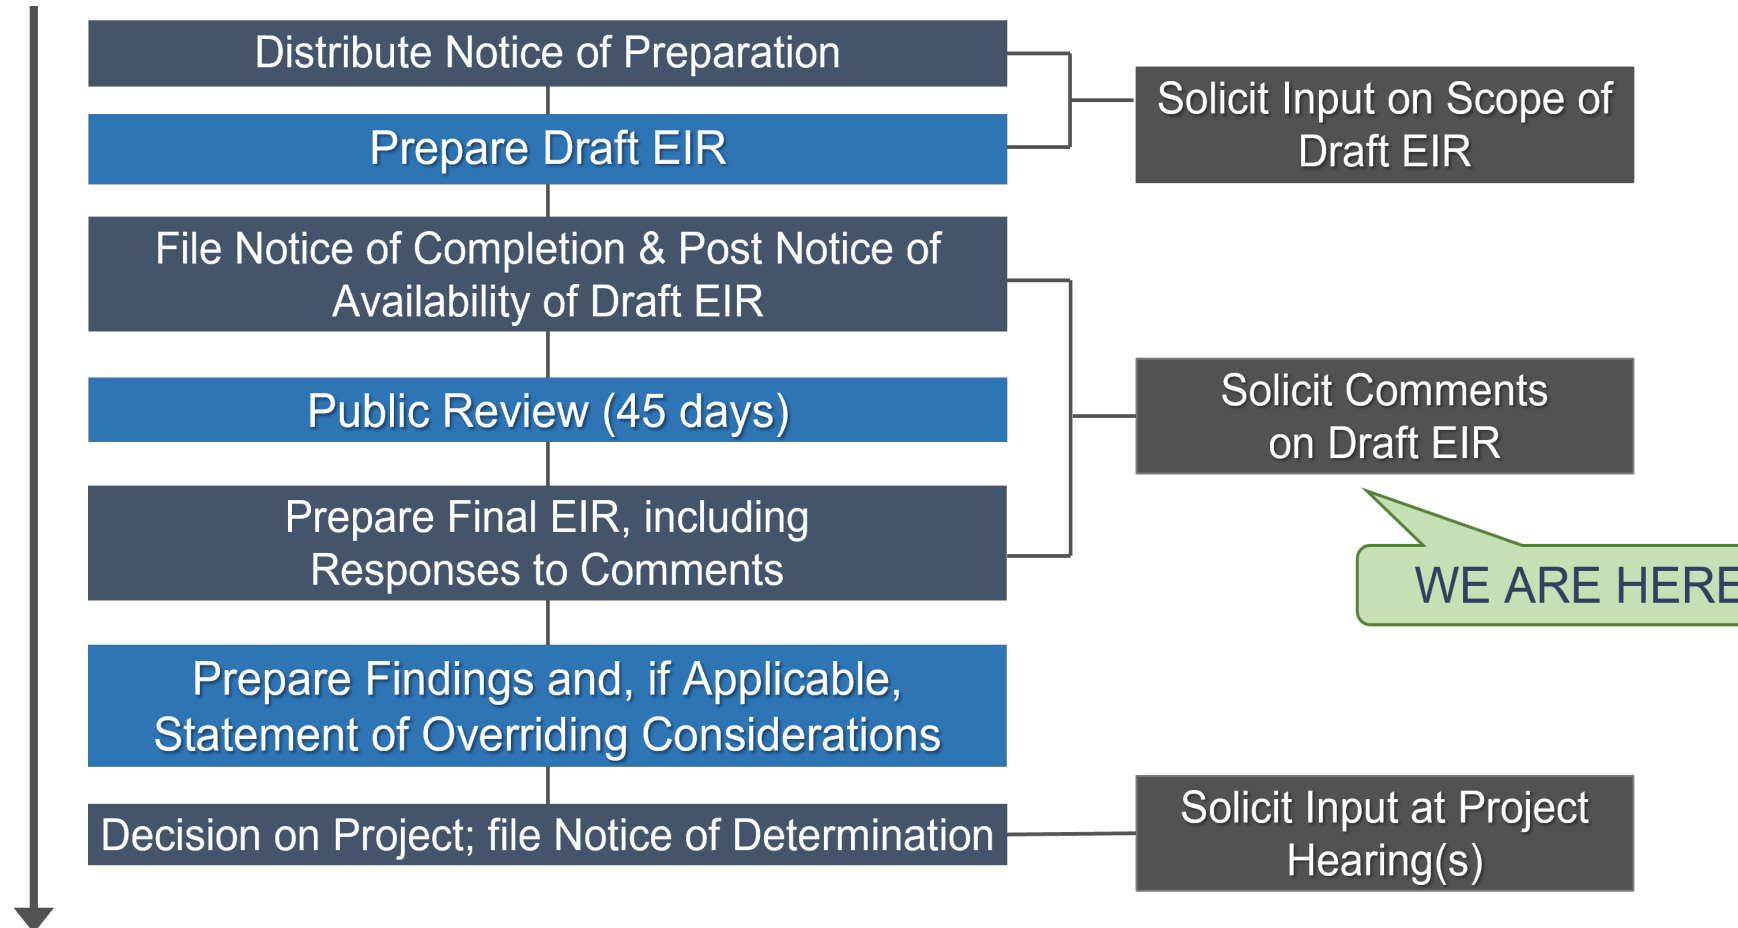 Distribute Notice of Preparation
Prepare Draft EIR
Solicit Input on Scope of
Draft EIR
File Notice of Completion & Post Notice of
Availability of Draft EIR
Public Review (45 days)
Solicit Comments
on Draft EIR
Prepare Final EIR, including
Responses to Comments
WE ARE HERE
Prepare Findings and, if Applicable,
Statement of Overriding Considerations
Decision on Project; file Notice of Determination
Solicit Input at Project
Hearing(s)